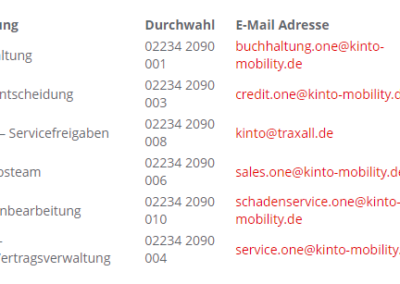 ung Durchwahl E-Mail Adresse
02234 2090 buchhaltung.one@kinto-
altung
001 mobility.de
02234 2090
ntscheidung credit.one@kinto-mobility.d
003
02234 2090
– Servicefreigaben kinto@traxall.de
008
02234 2090
osteam sales.one@kinto-mobility.de
006
02234 2090 schadenservice.one@kinto-
nbearbeitung
010 mobility.de
– 02234 2090
service.one@kinto-mobility.
ertragsverwaltung 004